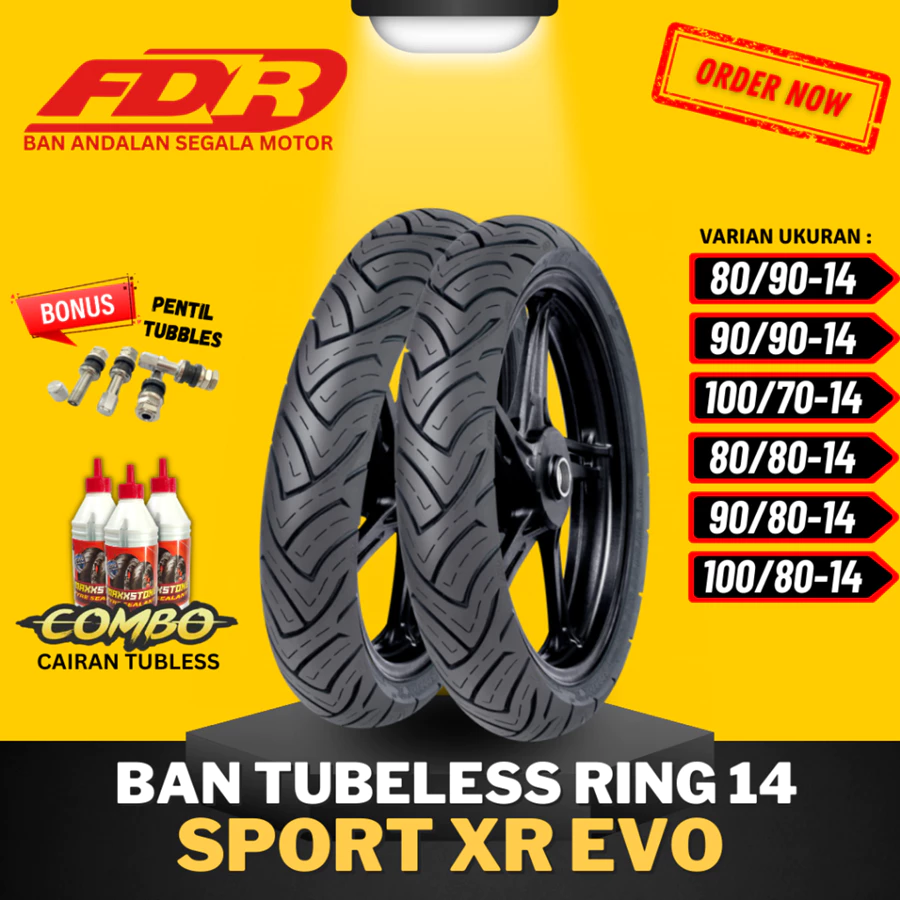 FDR
BAN ANDALAN SEGALA MOTOR
ORDER NOW
BONUS
PENTIL
TUBBLES
VARIAN UKURAN :
80/90-14
90/90-14
100/70-14
80/80-14
90/80-14
100/80-14
COMBO
CAIRAN TUBLESS
BAN TUBELESS RING 14
SPORT XR EVO